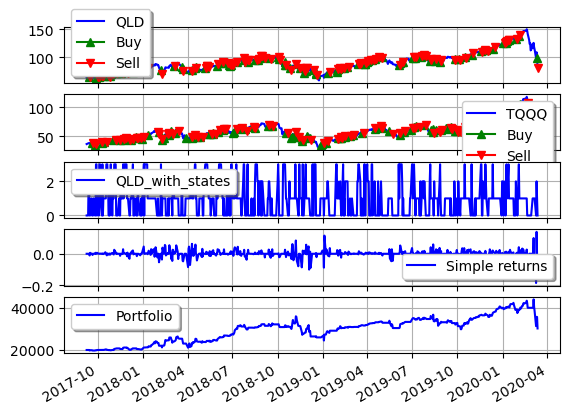 QLD
Buy
Sell
150
100
TQQQ
Buy
Sell
100
50
QLD_with_states
2
0
Simple returns
0.0
−0.2
Portfolio
40000
20000
2017-10 2018-01 2018-04 2018-07 2018-10 2019-01 2019-04 2019-07 2019-10 2020-01 2020-04